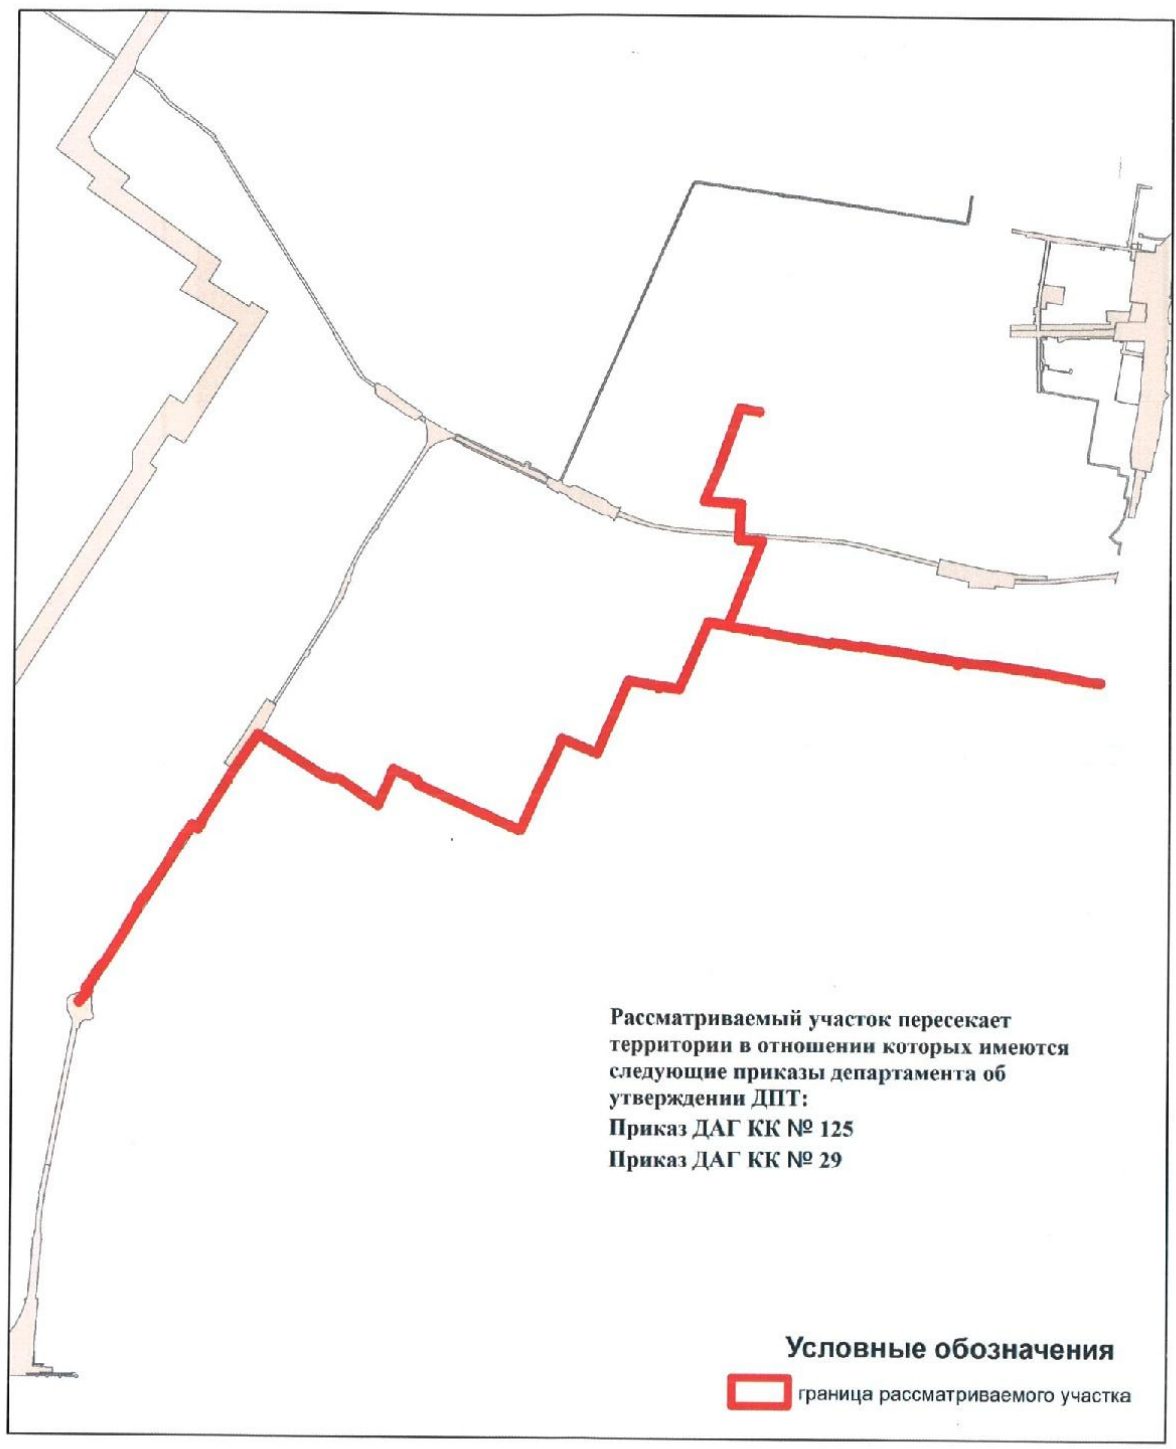 Рассматриваемый участок пересекает
территории в отношении которых имеются
следующие приказы департамента об
утверждении ДПТ:
Приказ ДАГ КК № 125
Приказ ДАГ КК № 29
Условные обозначения
граница рассматриваемого участка